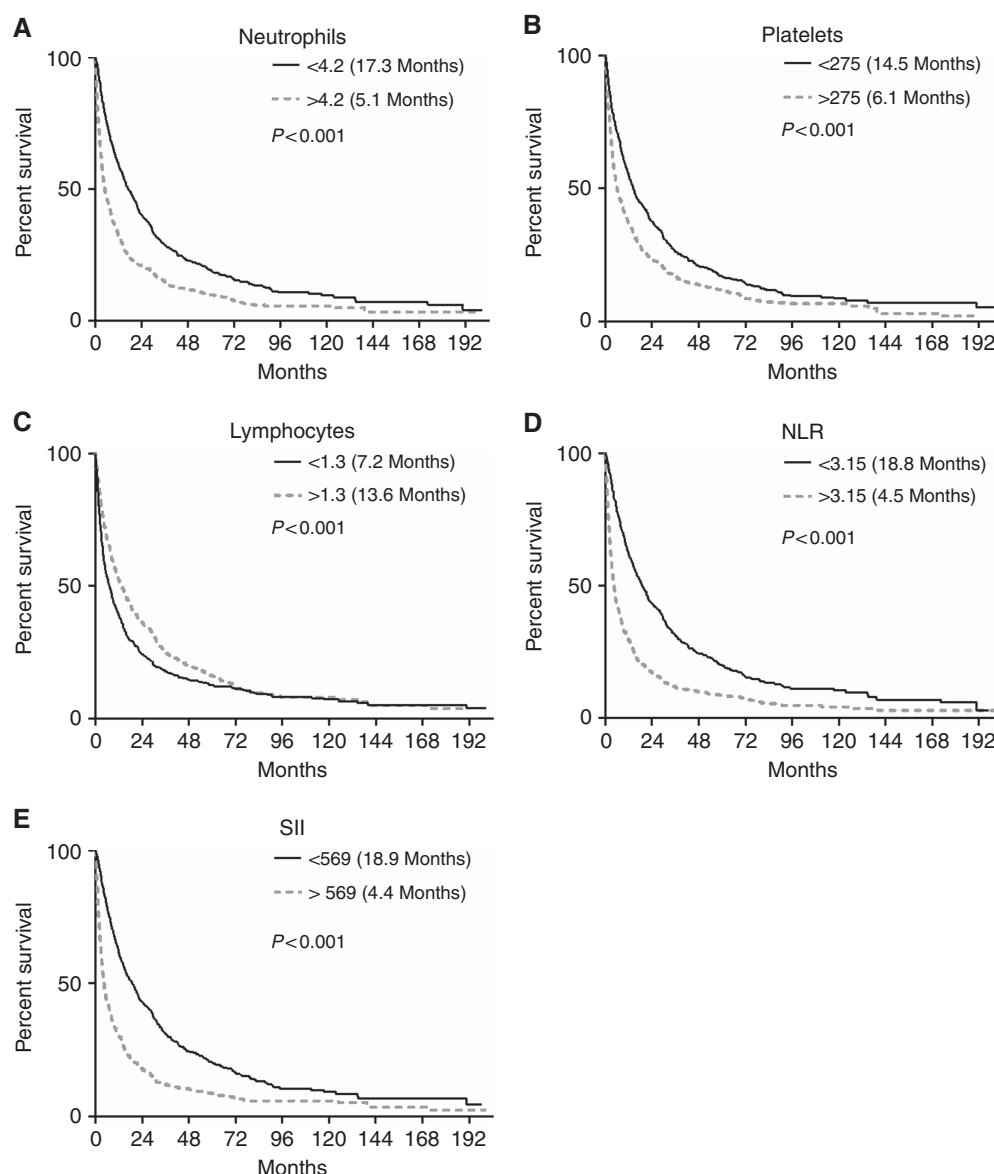 A
Neutrophils
<4.2 (17.3 Months)
>4.2 (5.1 Months)
P<0.001
Percent survival
100
50
0
0 24 48 72 96 120 144 168 192
Months
B
Platelets
<275 (14.5 Months)
>275 (6.1 Months)
P<0.001
Percent survival
100
50
0
0 24 48 72 96 120 144 168 192
Months
C
Lymphocytes
<1.3 (7.2 Months)
>1.3 (13.6 Months)
P<0.001
Percent survival
100
50
0
0 24 48 72 96 120 144 168 192
Months
D
NLR
<3.15 (18.8 Months)
>3.15 (4.5 Months)
P<0.001
Percent survival
100
50
0
0 24 48 72 96 120 144 168 192
Months
E
SII
<569 (18.9 Months)
> 569 (4.4 Months)
P<0.001
Percent survival
100
50
0
0 24 48 72 96 120 144 168 192
Months